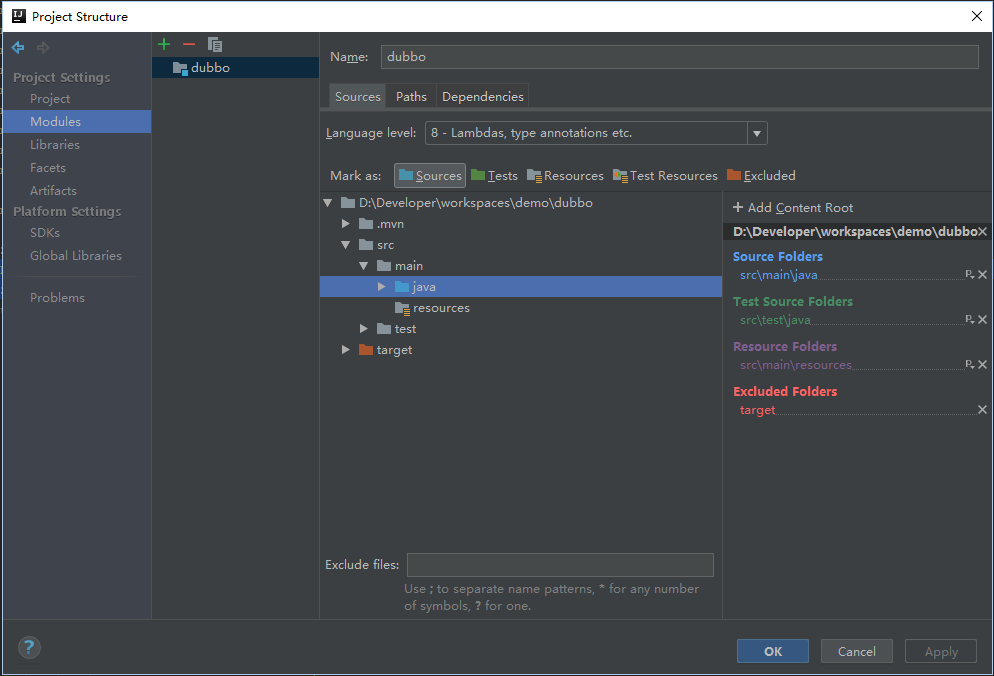 Project Structure
Project Settings
Project
Modules
Libraries
Facets
Artifacts
Platform Settings
SDKs
Global Libraries
Problems
dubbo
Name: dubbo
Sources Paths Dependencies
Language level: 8 - Lambdas, type annotations etc.
Mark as: Sources Tests Resources Test Resources Excluded
D:\Developer\workspaces\demo\dubbo
.mvn
src
main
java
resources
test
target
+ Add Content Root
D:\Developer\workspaces\demo\dubbo
Source Folders
src\main\java
Test Source Folders
src\test\java
Resource Folders
src\main\resources
Excluded Folders
target
Exclude files:
Use ; to separate name patterns, * for any number
of symbols, ? for one.
?
OK Cancel Apply